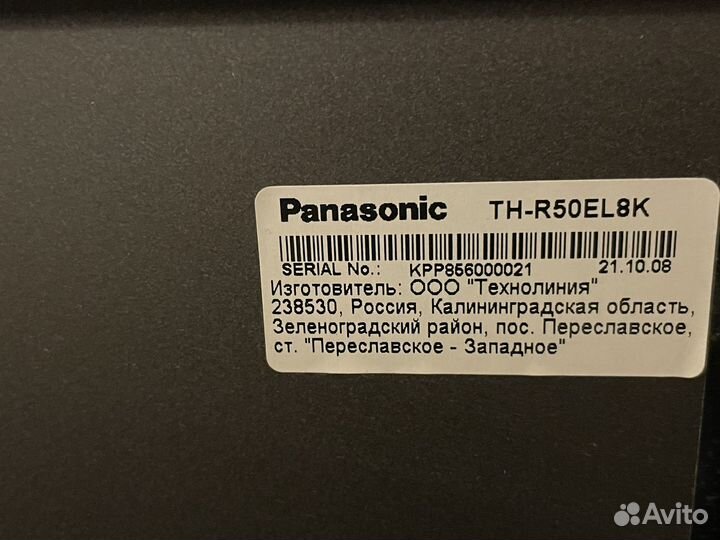 Panasonic TH-R50EL8K
SERIAL No.: KPP856000021 21.10.08
Изготовитель: ООО "Технолиния"
238530, Россия, Калининградская область,
Зеленоградский район, пос. Переславское,
ст. "Переславское - Западное"
Avito